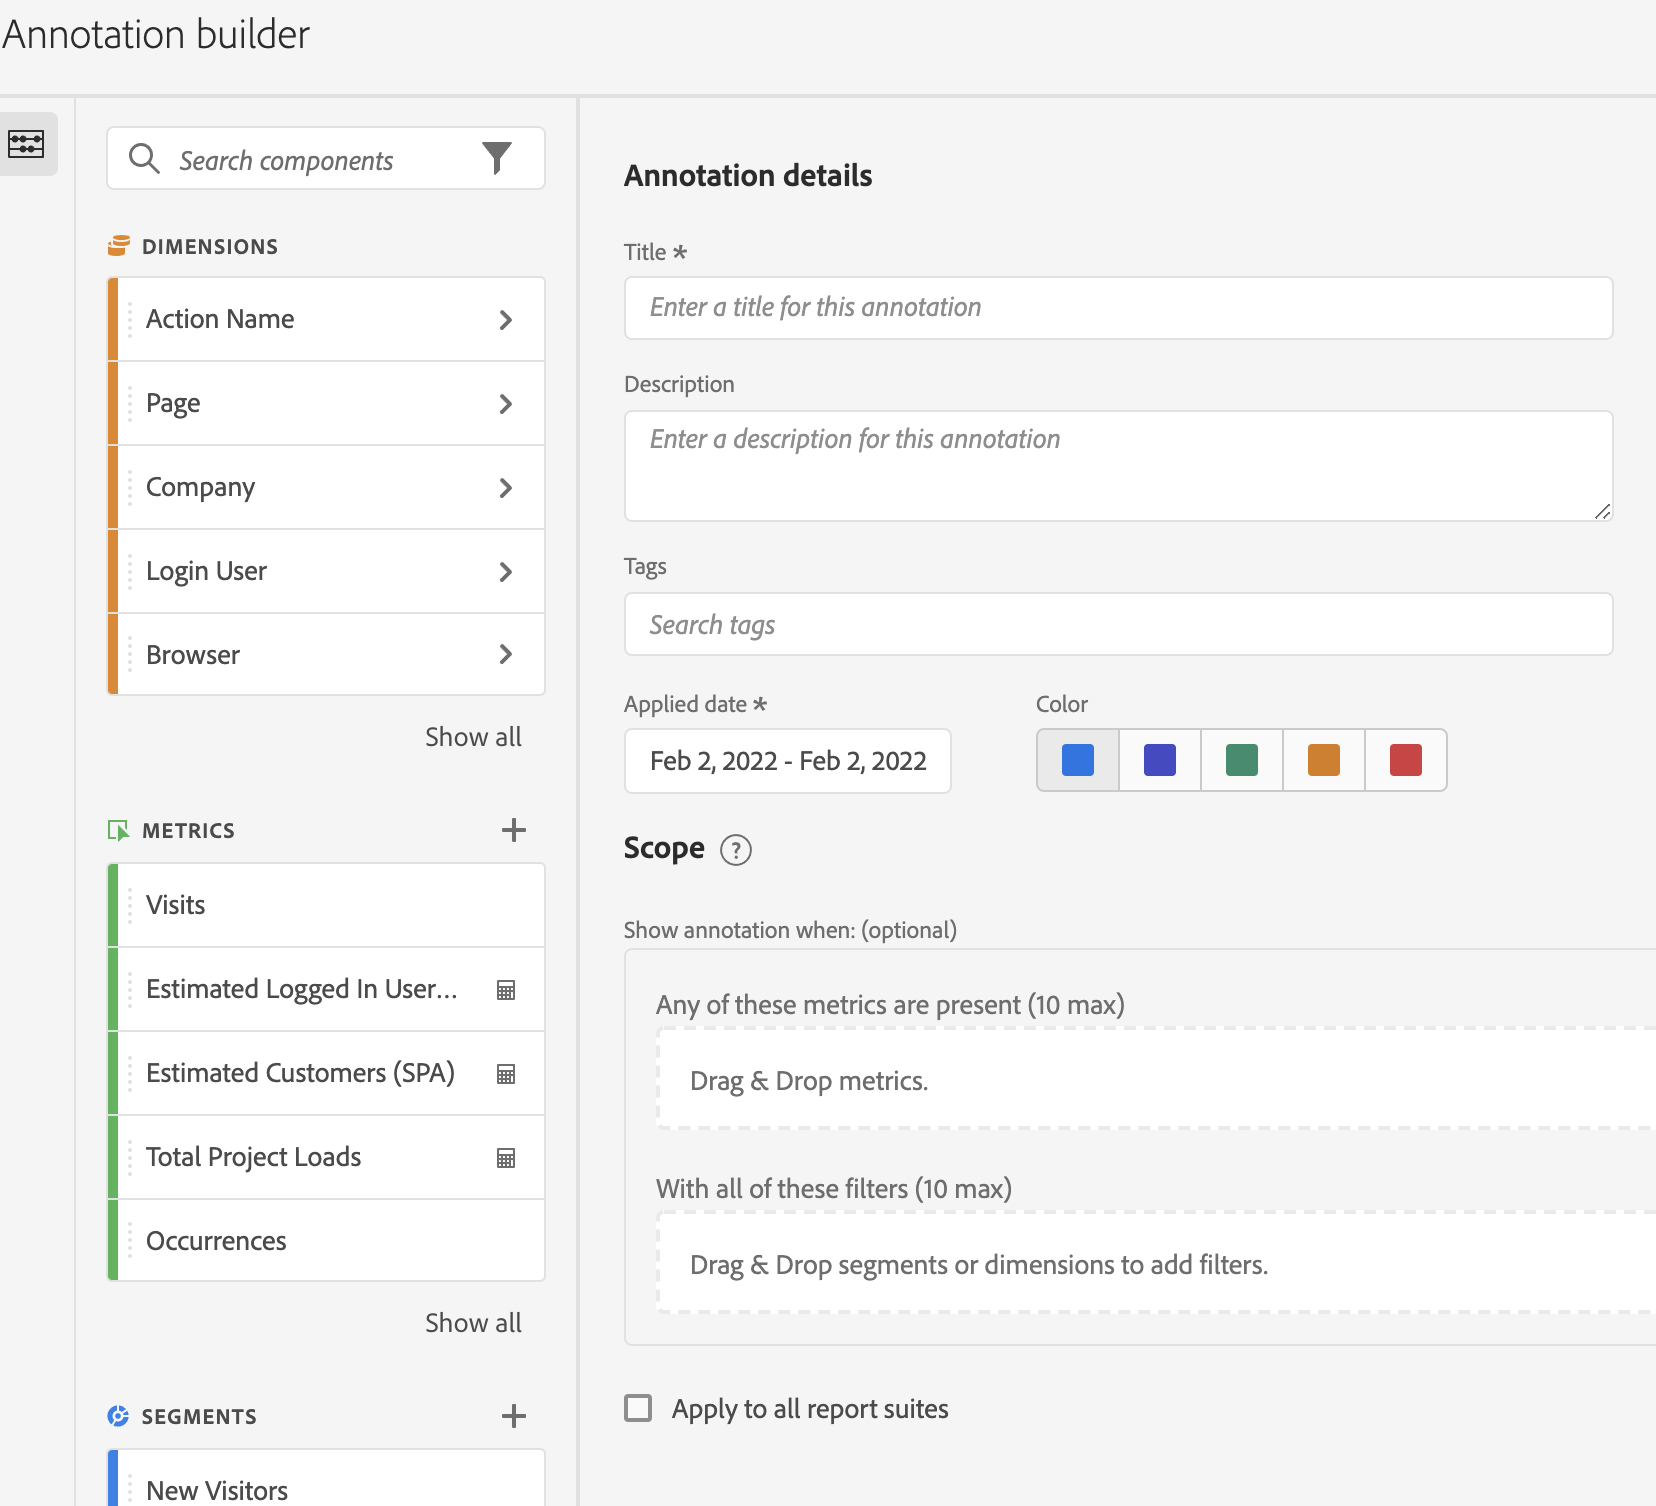 Annotation builder
Search components
DIMENSIONS
Action Name
Page
Company
Login User
Browser
Show all
METRICS
Visits
Estimated Logged In User...
Estimated Customers (SPA)
Total Project Loads
Occurrences
Show all
SEGMENTS
New Visitors
Annotation details
Title *
Enter a title for this annotation
Description
Enter a description for this annotation
Tags
Search tags
Applied date *
Color
Feb 2, 2022 - Feb 2, 2022
Scope ?
Show annotation when: (optional)
Any of these metrics are present (10 max)
Drag & Drop metrics.
With all of these filters (10 max)
Drag & Drop segments or dimensions to add filters.
Apply to all report suites